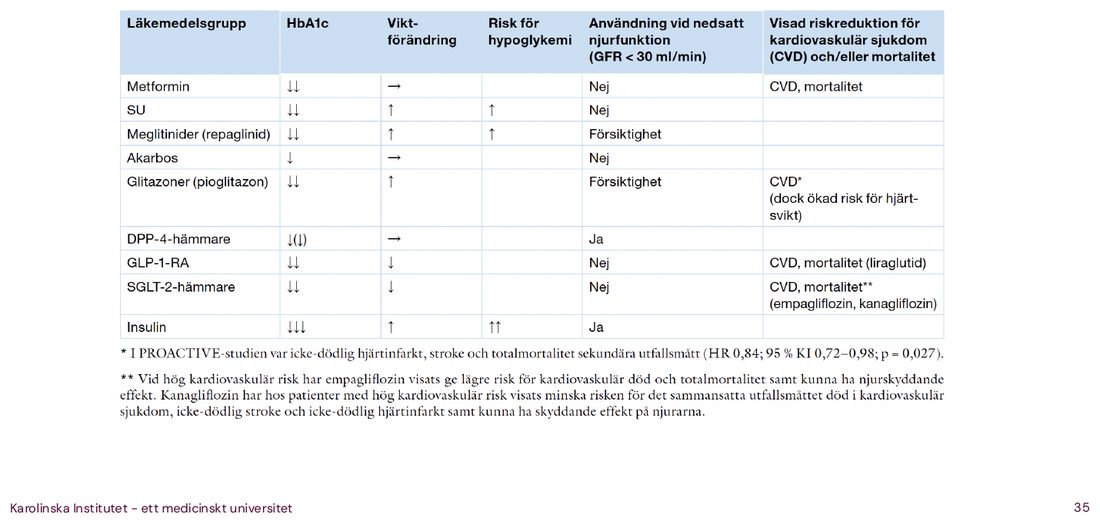 Läkemedelsgrupp HbA1c Vikt- Risk för Användning vid nedsatt Visad riskreduktion för
förändring hypoglykemi njurfunktion kardiovaskulär sjukdom
(GFR < 30 ml/min) (CVD) och/eller mortalitet
Metformin ↓↓ → Nej CVD, mortalitet
SU ↓↓ ↑ ↑ Nej
Meglitinider (repaglinid) ↓↓ ↑ ↑ Försiktighet
Akarbos ↓ → Nej
Glitazoner (pioglitazon) ↓↓ ↑ Försiktighet CVD*
(dock ökad risk för hjärt-
svikt)
DPP-4-hämmare ↓(↓) → Ja
GLP-1-RA ↓↓ ↓ Nej CVD, mortalitet (liraglutid)
SGLT-2-hämmare ↓↓ ↓ Nej CVD, mortalitet**
(empagliflozin, kanagliflozin)
Insulin ↓↓↓ ↑ ↑↑ Ja
* I PROACTIVE-studien var icke-dödlig hjärtinfarkt, stroke och totalmortalitet sekundära utfallsmått (HR 0,84; 95 % KI 0,72–0,98; p = 0,027).
** Vid hög kardiovaskulär risk har empagliflozin visats ge lägre risk för kardiovaskulär död och totalmortalitet samt kunna ha njurskyddande
effekt. Kanagliflozin har hos patienter med hög kardiovaskulär risk visats minska risken för det sammansatta utfallsmåttet död i kardiovaskulär
sjukdom, icke-dödlig stroke och icke-dödlig hjärtinfarkt samt kunna ha skyddande effekt på njurarna.
Karolinska Institutet – ett medicinskt universitet 35